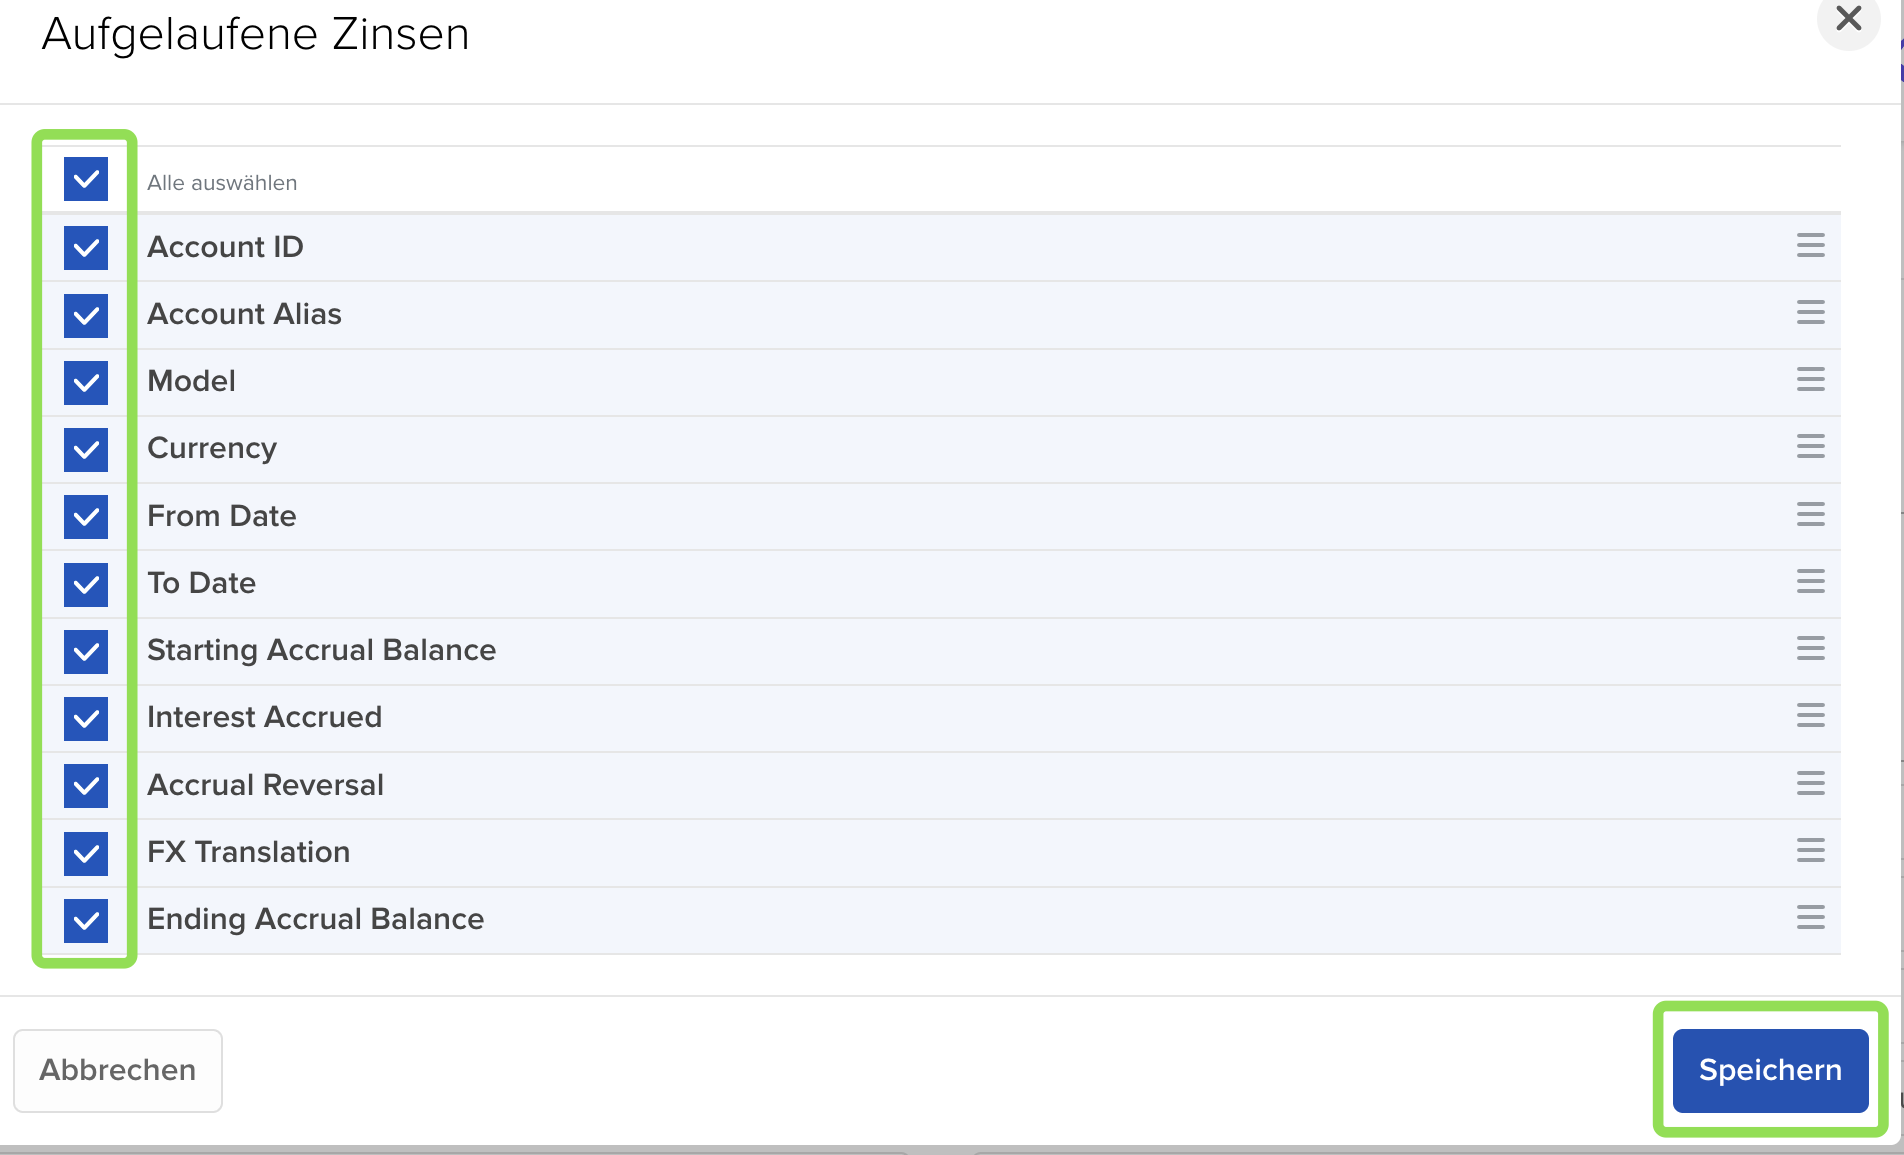 Aufgelaufene Zinsen
Alle auswählen
Account ID
Account Alias
Model
Currency
From Date
To Date
Starting Accrual Balance
Interest Accrued
Accrual Reversal
FX Translation
Ending Accrual Balance
Abbrechen
Speichern